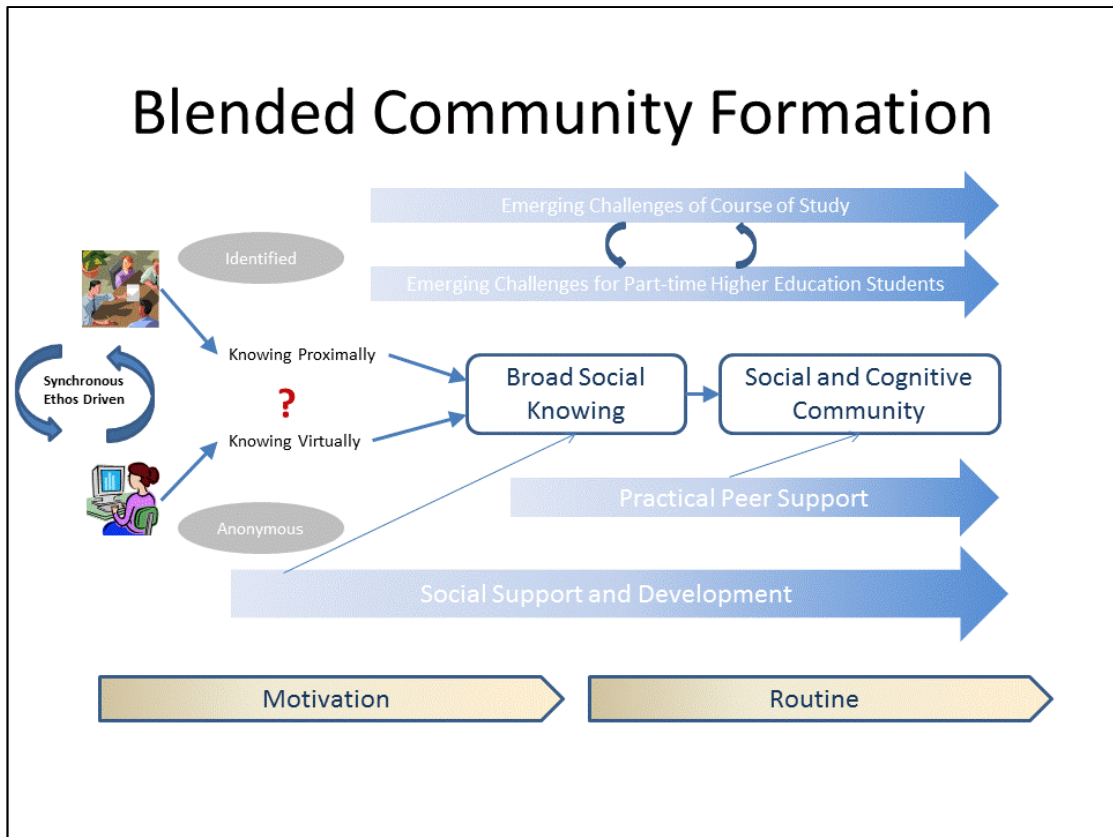 Blended Community Formation
Emerging Challenges of Course of Study
Identified
Emerging Challenges for Part-time Higher Education Students
Knowing Proximally
Synchronous
Ethos Driven
?
Knowing Virtually
Broad Social
Knowing
Social and Cognitive
Community
Practical Peer Support
Anonymous
Social Support and Development
Motivation
Routine